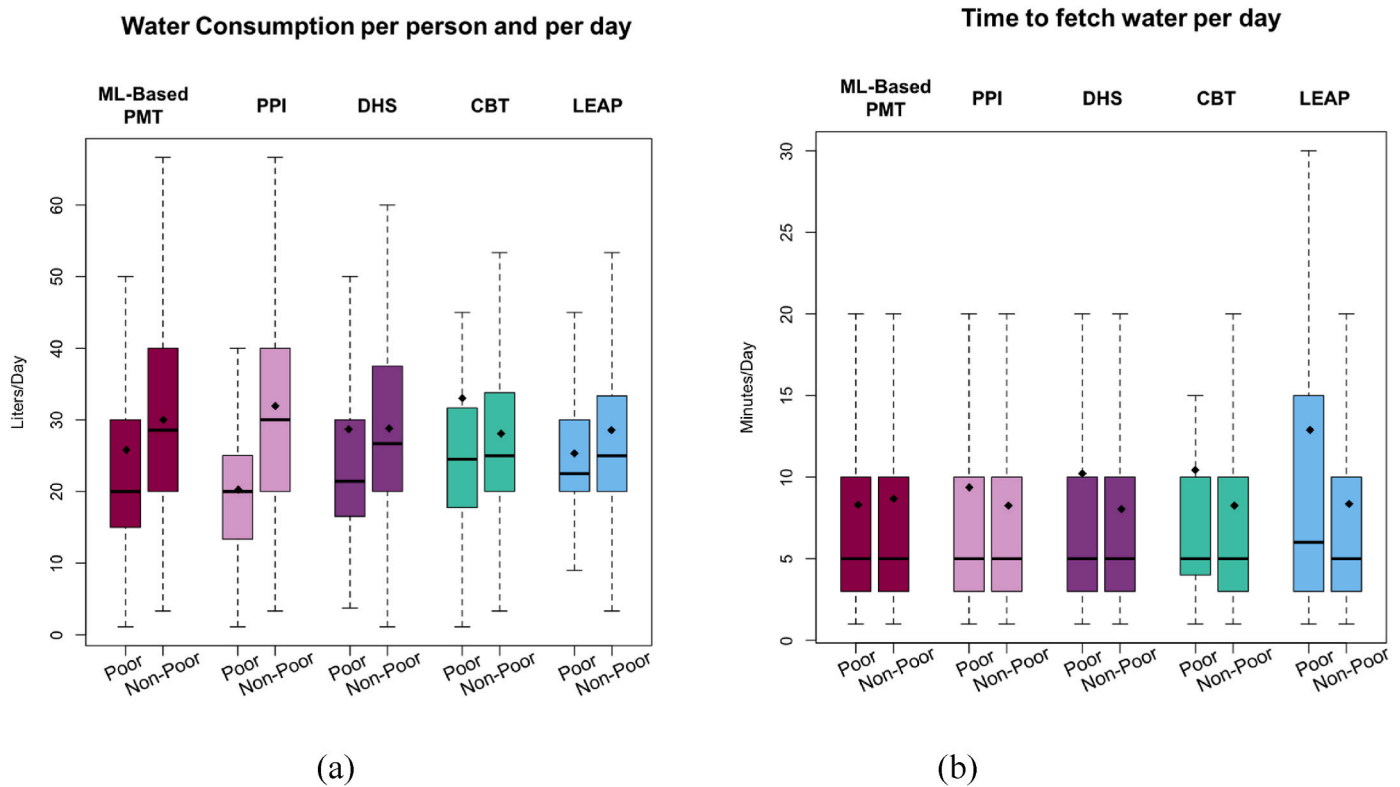 Water Consumption per person and per day
ML-Based
PMT
PPI
DHS
CBT
LEAP
Liters/Day
60
50
40
30
20
10
0
Poor
Non-Poor
Poor
Non-Poor
Poor
Non-Poor
Poor
Non-Poor
Poor
Non-Poor
(a)
Time to fetch water per day
ML-Based
PMT
PPI
DHS
CBT
LEAP
Minutes/Day
30
25
20
15
10
5
0
Poor
Non-Poor
Poor
Non-Poor
Poor
Non-Poor
Poor
Non-Poor
Poor
Non-Poor
(b)